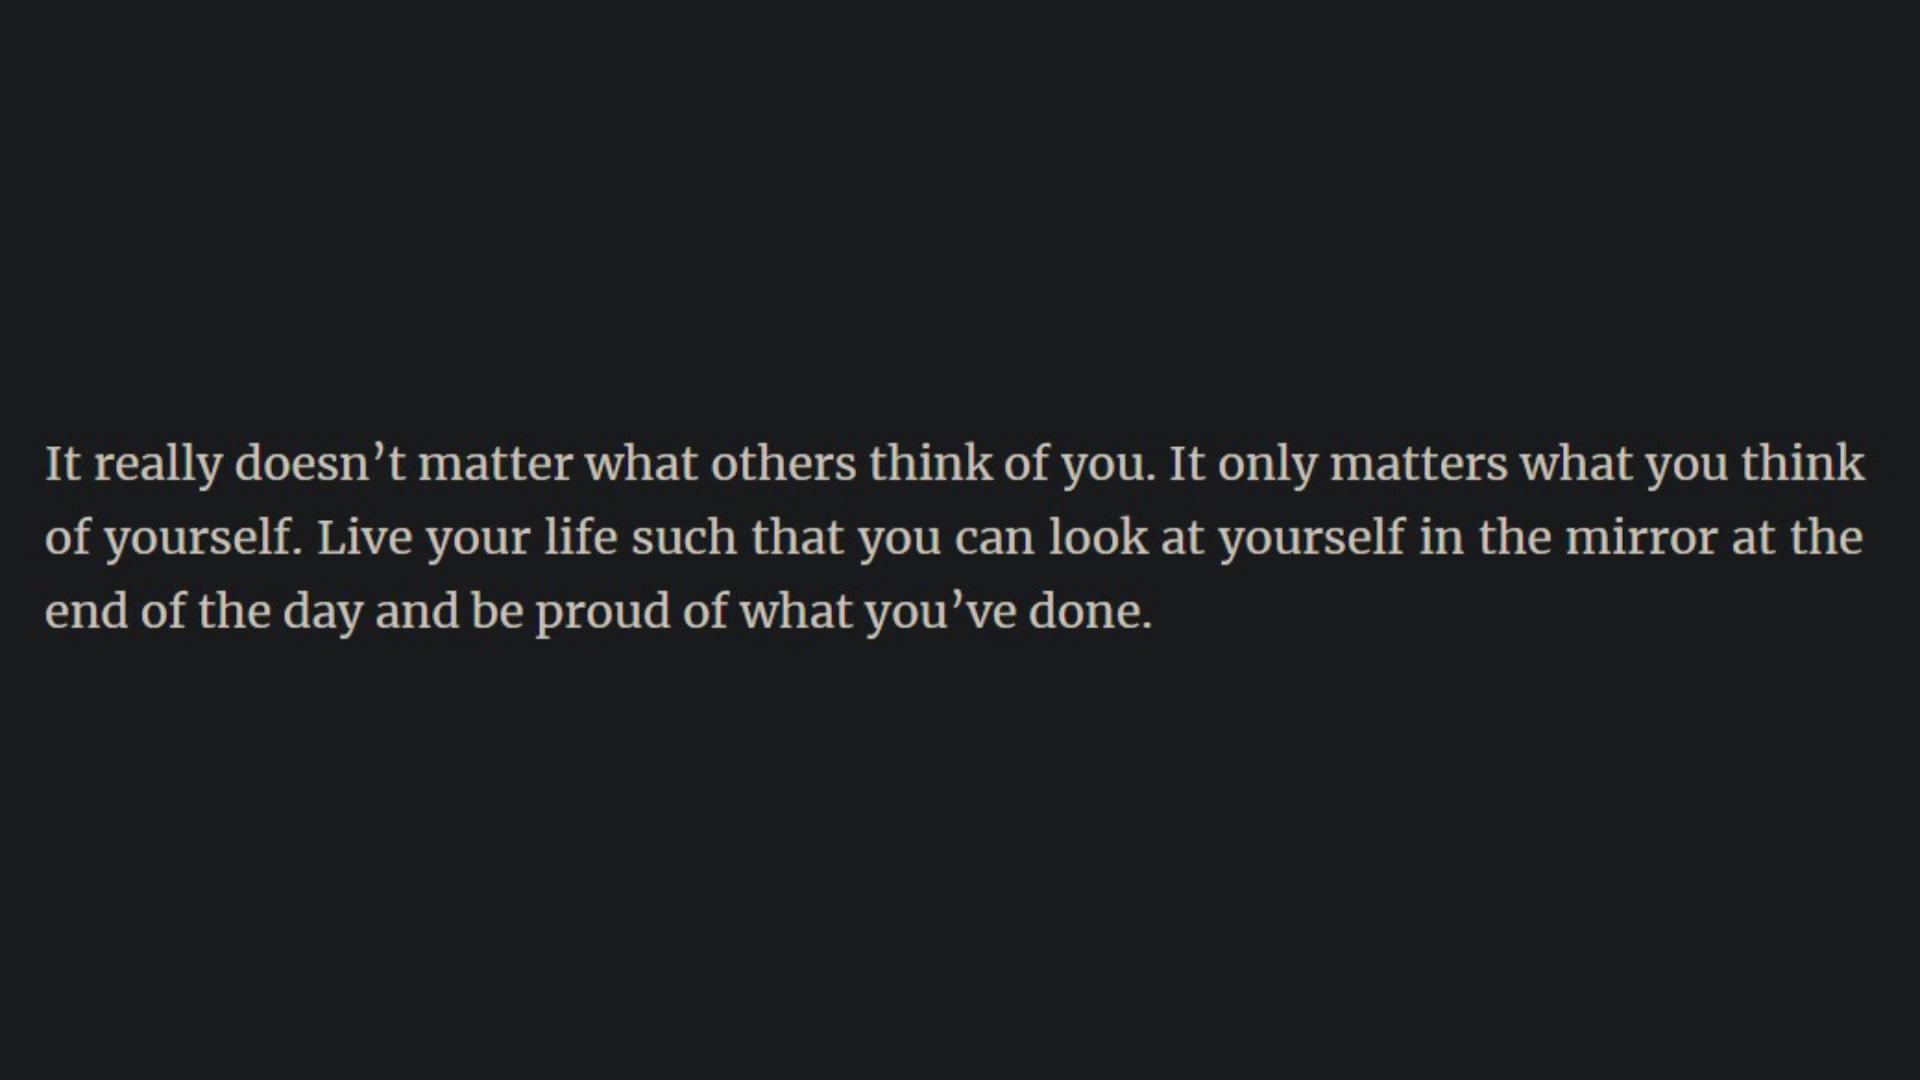 It really doesn’t matter what others think of you. It only matters what you think
of yourself. Live your life such that you can look at yourself in the mirror at the
end of the day and be proud of what you’ve done.